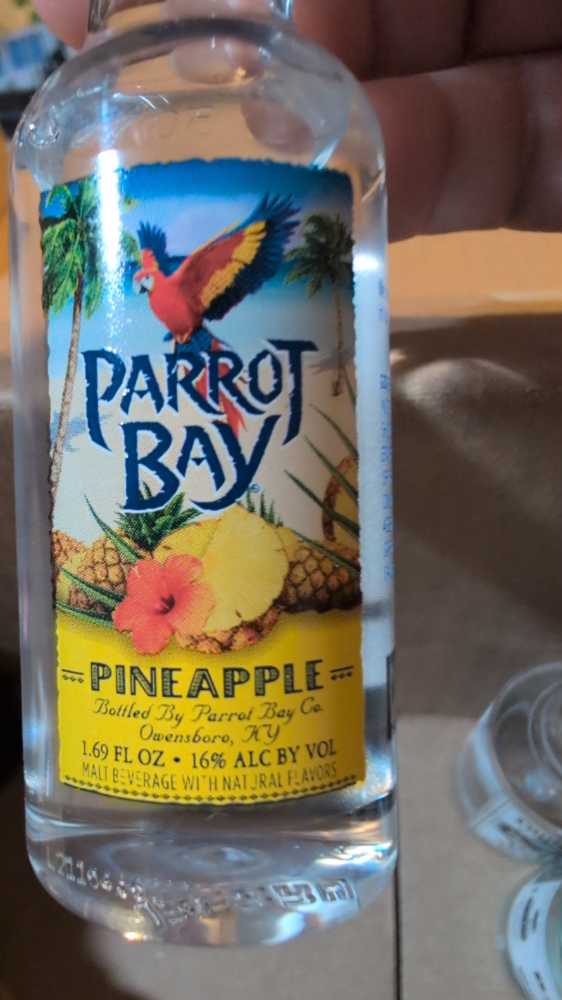 PARROT
BAY
PINEAPPLE
Bottled By Parrot Bay Co.
Owensboro, KY
1.69 FL OZ • 16% ALC BY VOL
MALT BEVERAGE WITH NATURAL FLAVORS